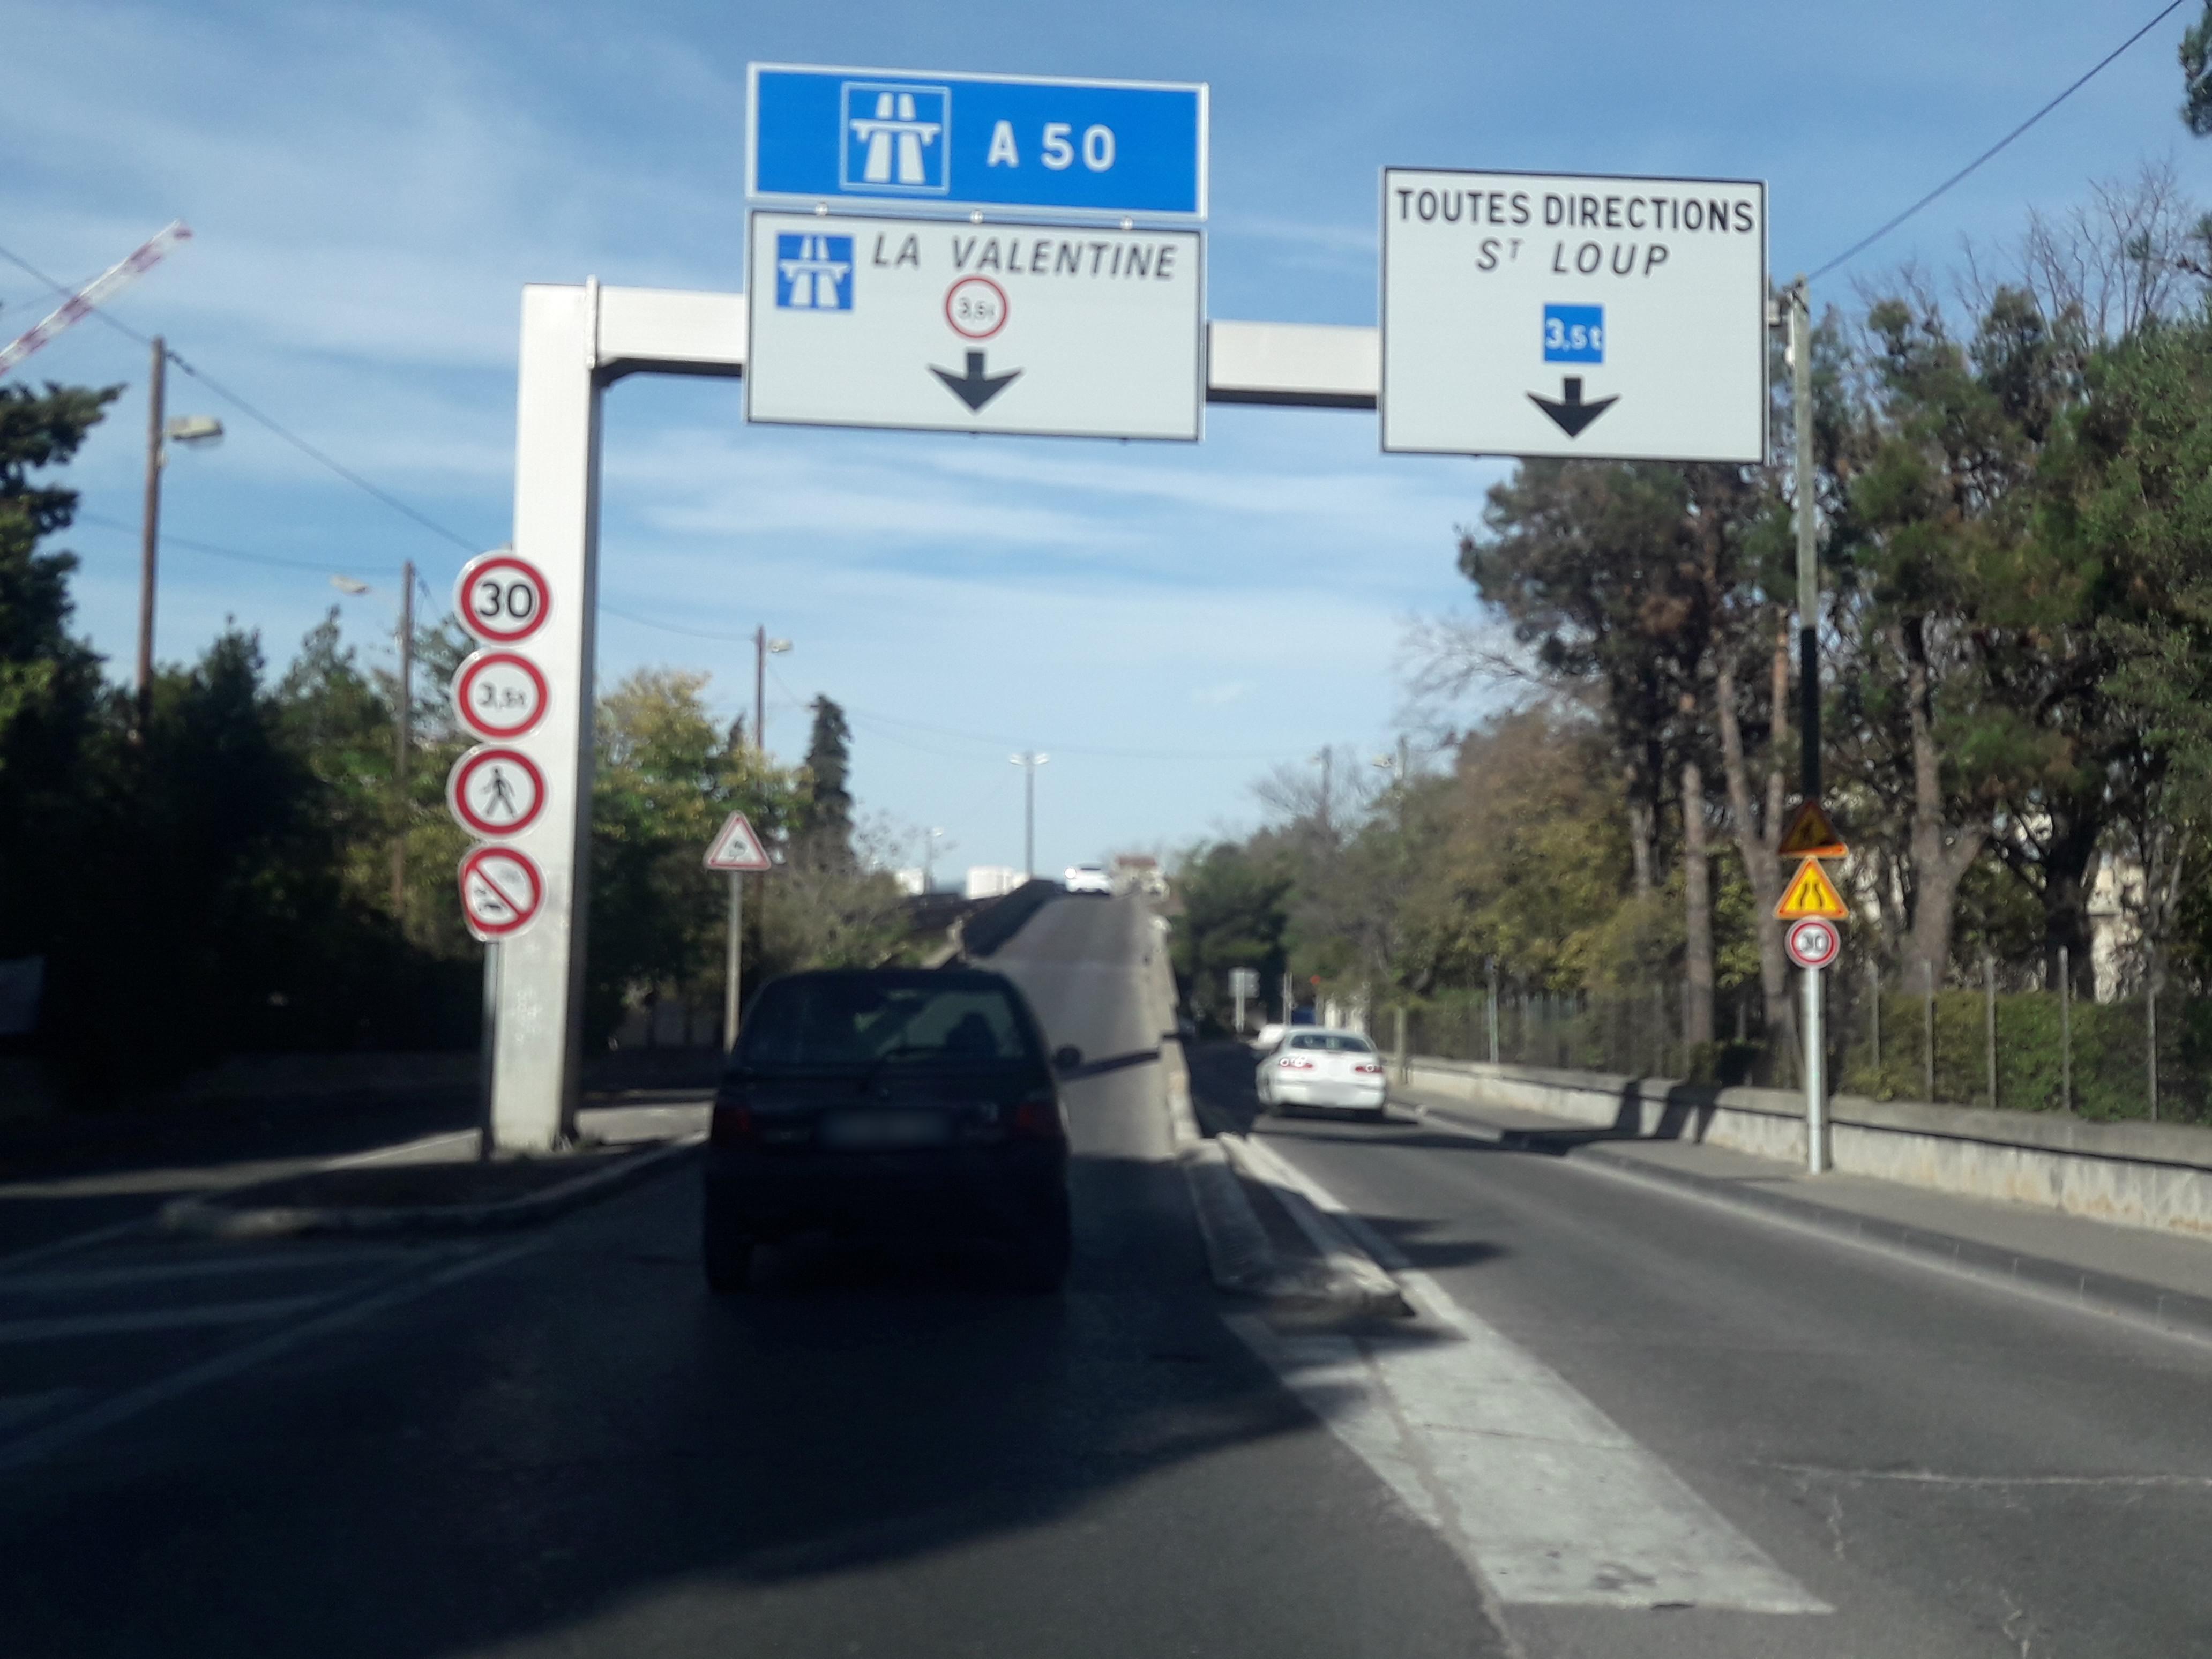 A 50
LA VALENTINE
3,5t
TOUTES DIRECTIONS
ST LOUP
3,5t
30
3,5t
30